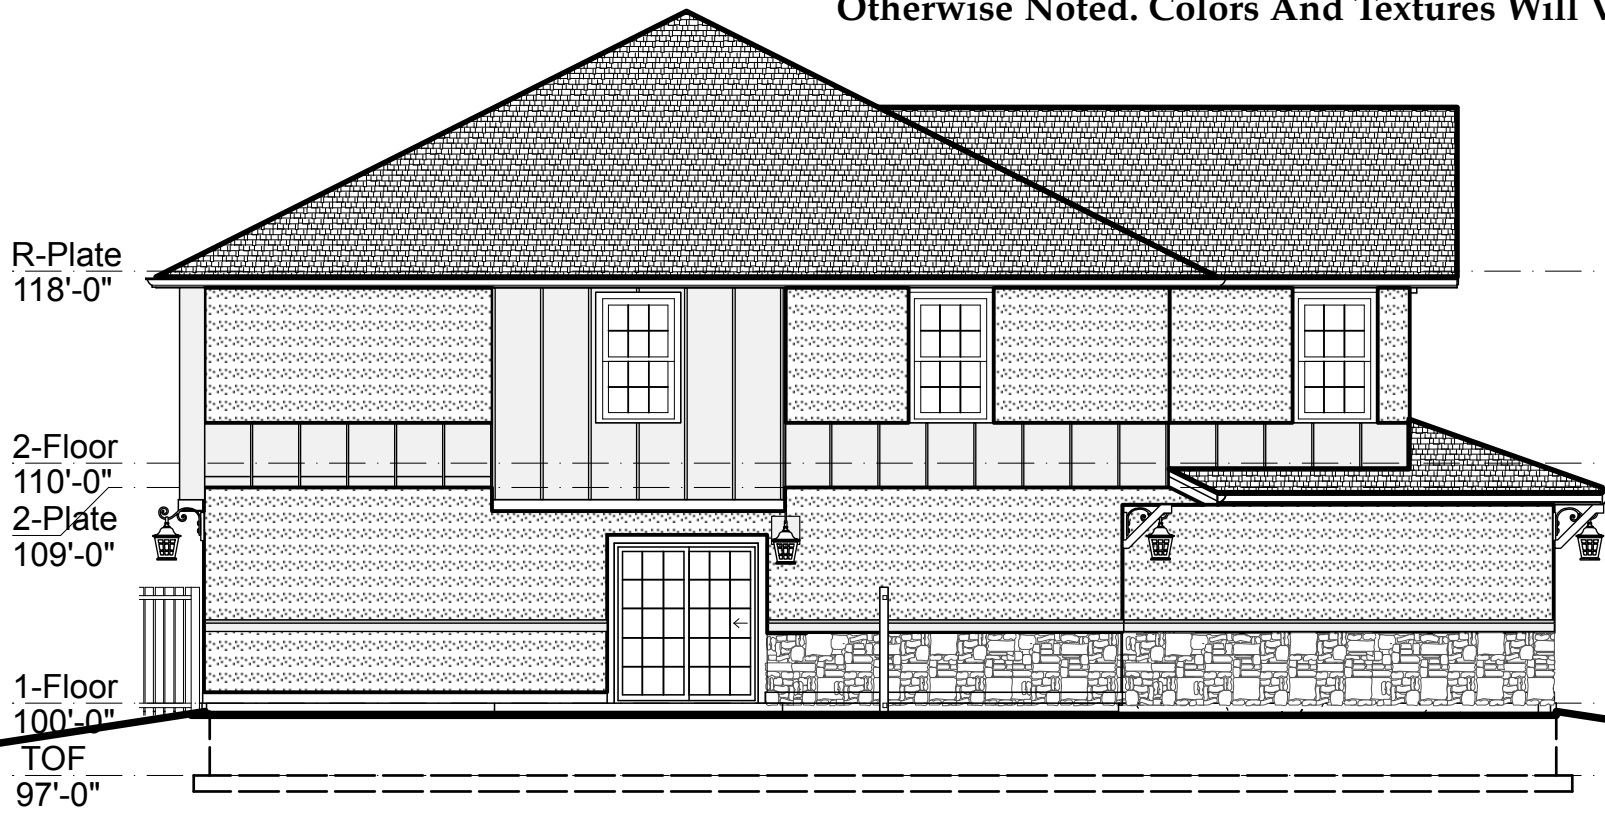 Otherwise Noted. Colors And Textures Will
R-Plate
118'-0"
2-Floor
110'-0"
2-Plate
109'-0"
1-Floor
100'-0"
TOF
97'-0"